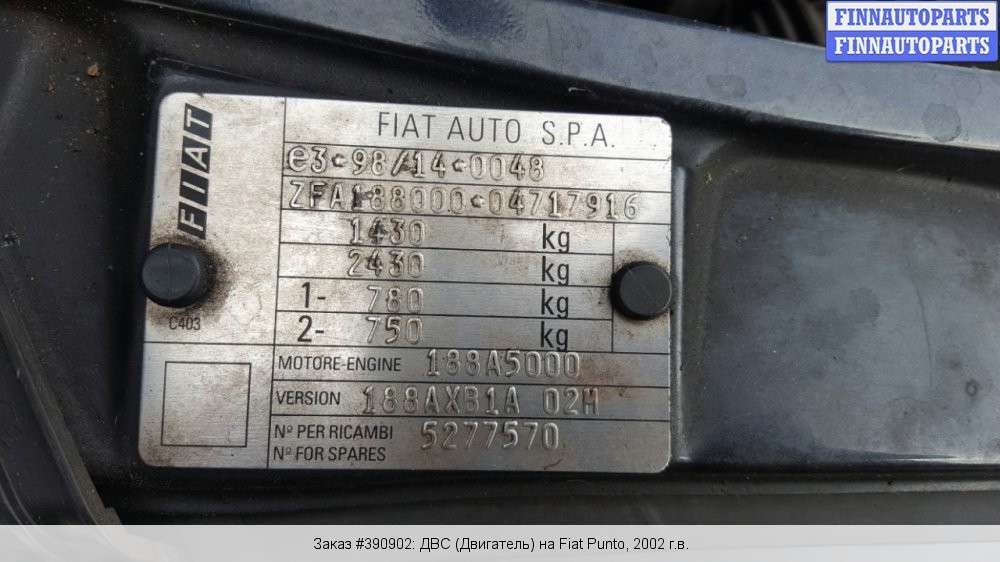 FINNAUTOPARTS
FINNAUTOPARTS
FIAT
FIAT AUTO S.P.A.
e3*98/14*0048
ZFA188000*04717916
1430 kg
2430 kg
1- 780 kg
2- 750 kg
C403
MOTORE-ENGINE 188A5000
VERSION 188AXB1A 02M
Nº PER RICAMBI 5277570
Nº FOR SPARES
Заказ #390902: ДВС (Двигатель) на Fiat Punto, 2002 г.в.